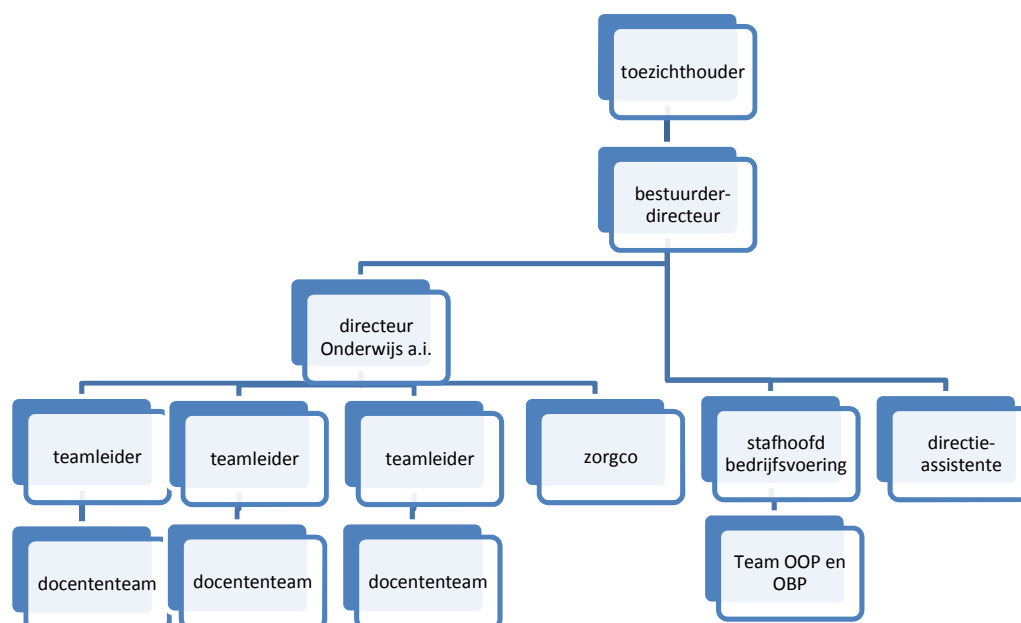 toezichthouder
bestuurder-
directeur
directeur
Onderwijs a.i.
teamleider
teamleider
teamleider
zorgco
stafhoofd
bedrijfsvoering
directie-
assistente
docententeam
docententeam
docententeam
Team OOP en
OBP